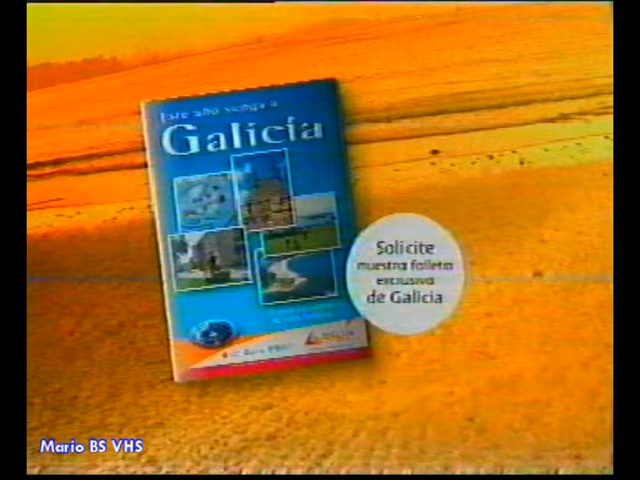 Este año venga a
Galicia
Solicite
nuestro folleto
exclusivo
de Galicia
Mario BS VHS